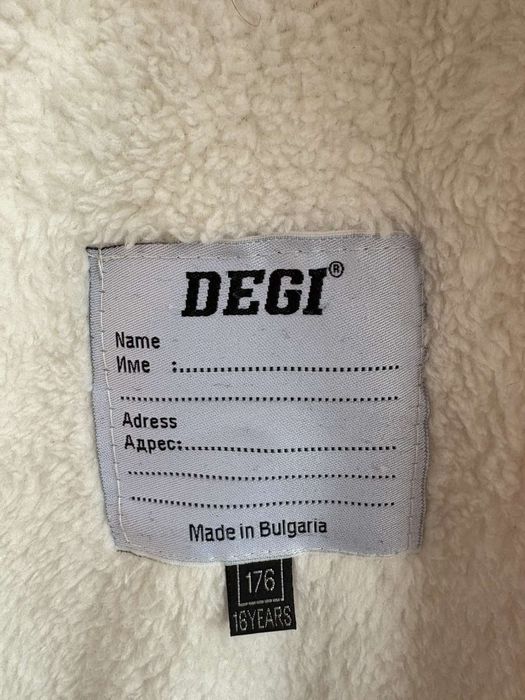 DEGI®
Name
Име :
Adress
Адрес:
Made in Bulgaria
176
16YEARS